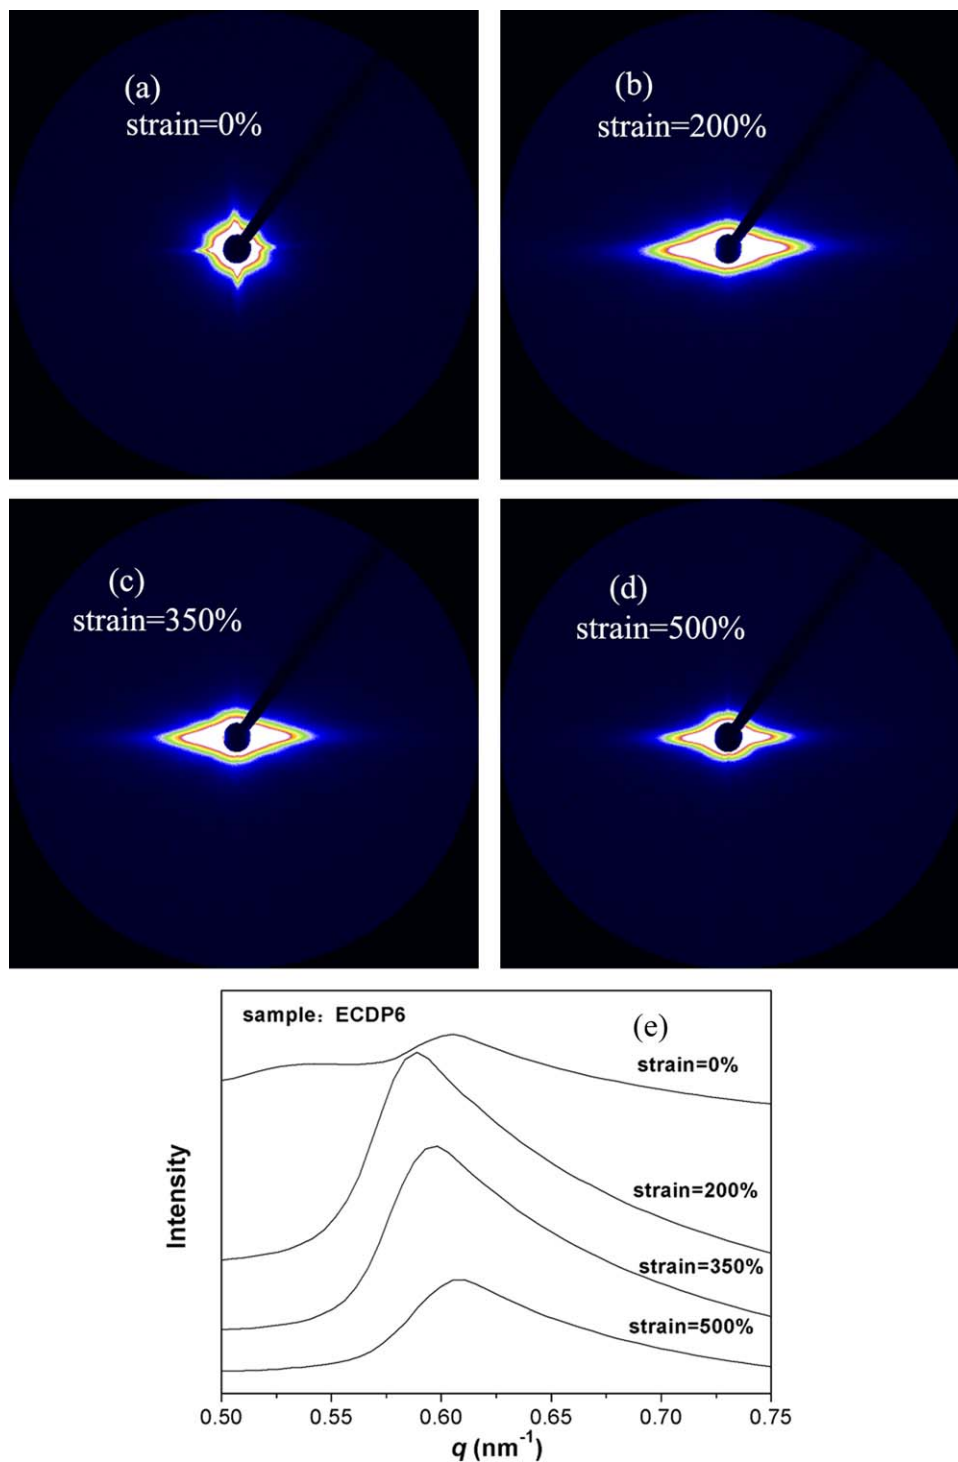 (a)
strain=0%
(b)
strain=200%
(c)
strain=350%
(d)
strain=500%
sample: ECDP6
(e)
strain=0%
strain=200%
strain=350%
strain=500%
Intensity
0.50 0.55 0.60 0.65 0.70 0.75
q (nm⁻¹)